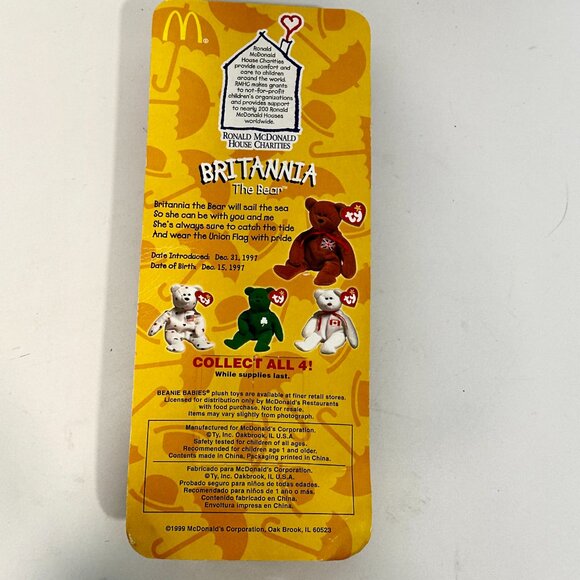 Ronald
McDonald
House Charities
provide comfort and
care to children
around the world.
RMHC makes grants
to not-for-profit
children's organizations
and provides support
to nearly 200 Ronald
McDonald Houses
worldwide.
RONALD MCDONALD
HOUSE CHARITIES
BRITANNIA
The Bear™
Britannia the Bear will sail the sea
So she can be with you and me
She's always sure to catch the tide
And wear the Union Flag with pride
Date Introduced: Dec. 31, 1997
Date of Birth: Dec. 15, 1997
ty
ty
ty
ty
COLLECT ALL 4!
While supplies last.
BEANIE BABIES® plush toys are available at finer retail stores.
Licensed for distribution only by McDonald's Restaurants
with food purchase. Not for resale.
Items may vary slightly from photograph.
Manufactured for McDonald's Corporation.
©Ty, Inc. Oakbrook, IL U.S.A.
Safety tested for children of all ages.
Recommended for children age 1 and older.
Contents made in China. Packaging printed in China.
Fabricado para McDonald's Corporation.
©Ty, Inc. Oakbrook, IL U.S.A.
Probado seguro para niños de todas edades.
Recomendado para niños de 1 año o más.
Contenido fabricado en China.
Envoltura impresa en China.
©1999 McDonald's Corporation, Oak Brook, IL 60523